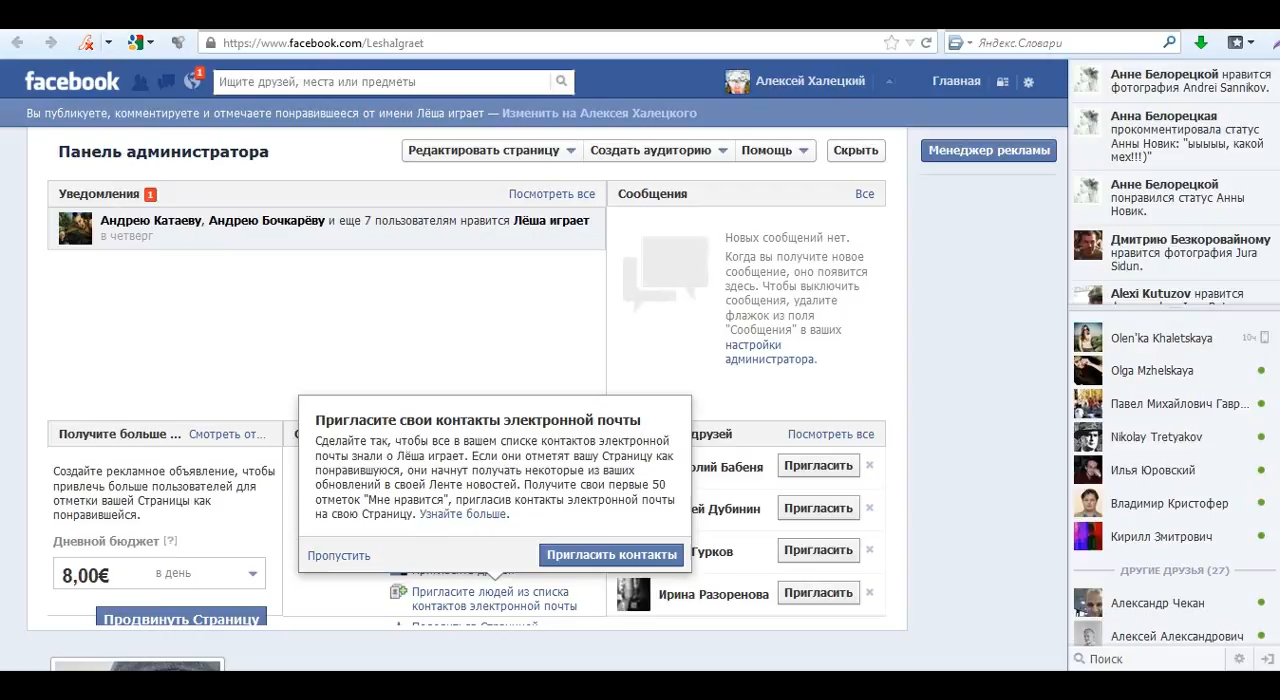 https://www.facebook.com/Leshaigraet
Яндекс.Словари
facebook
1
Ищите друзей, места или предметы
Алексей Халецкий
Главная
Вы публикуете, комментируете и отмечаете понравившееся от имени Лёша играет — Изменить на Алексея Халецкого
Панель администратора
Редактировать страницу
Создать аудиторию
Помощь
Скрыть
Менеджер рекламы
Уведомления 1
Посмотреть все
Андрею Катаеву, Андрею Бочкарёву и еще 7 пользователям нравится Лёша играет
в четверг
Сообщения
Все
Новых сообщений нет.
Когда вы получите новое
сообщение, оно появится
здесь. Чтобы выключить
сообщения, удалите
флажок из поля
"Сообщения" в ваших
настройки
администратора.
Получите больше ...
Смотреть от...
Создайте рекламное объявление, чтобы
привлечь больше пользователей для
отметки вашей Страницы как
понравившейся.
Дневной бюджет [?]
8,00€
в день
Продвинуть Страницу
Пригласите свои контакты электронной почты
Сделайте так, чтобы все в вашем списке контактов электронной
почты знали о Лёша играет. Если они отметят вашу Страницу как
понравившуюся, они начнут получать некоторые из ваших
обновлений в своей Ленте новостей. Получите свои первые 50
отметок "Мне нравится", пригласив контакты электронной почты
на свою Страницу. Узнайте больше.
Пропустить
Пригласить контакты
Пригласите людей из списка
контактов электронной почты
друзей
Посмотреть все
олий Бабеня
Пригласить
ей Дубинин
Пригласить
Гурков
Пригласить
Ирина Разоренова
Пригласить
Анне Белорецкой нравится
фотография Andrei Sannikov.
Анна Белорецкая
прокомментировала статус
Анны Новик: "ыыыыы, какой
мех!!!)"
Анне Белорецкой
понравился статус Анны
Новик.
Дмитрию Безкоровайному
нравится фотография Jura
Sidun.
Alexi Kutuzov нравится
Olen'ka Khaletskaya
10ч
Olga Mzhelskaya
Павел Михайлович Гавр...
Nikolay Tretyakov
Илья Юровский
Владимир Кристофер
Кирилл Змитрович
ДРУГИЕ ДРУЗЬЯ (27)
Александр Чекан
Алексей Александрович
Поиск